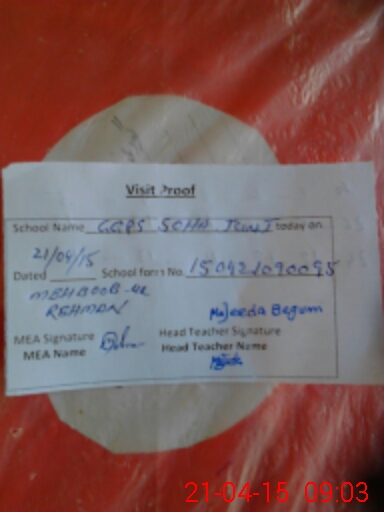 Visit Proof
School Name GGPS SOHA today on
21/04/15
Dated School form No. 150421090095
MEHBOOB ur
REHMAN
Majeeda Begum
MEA Signature Head Teacher Signature
MEA Name Head Teacher Name
21-04-15 09:03